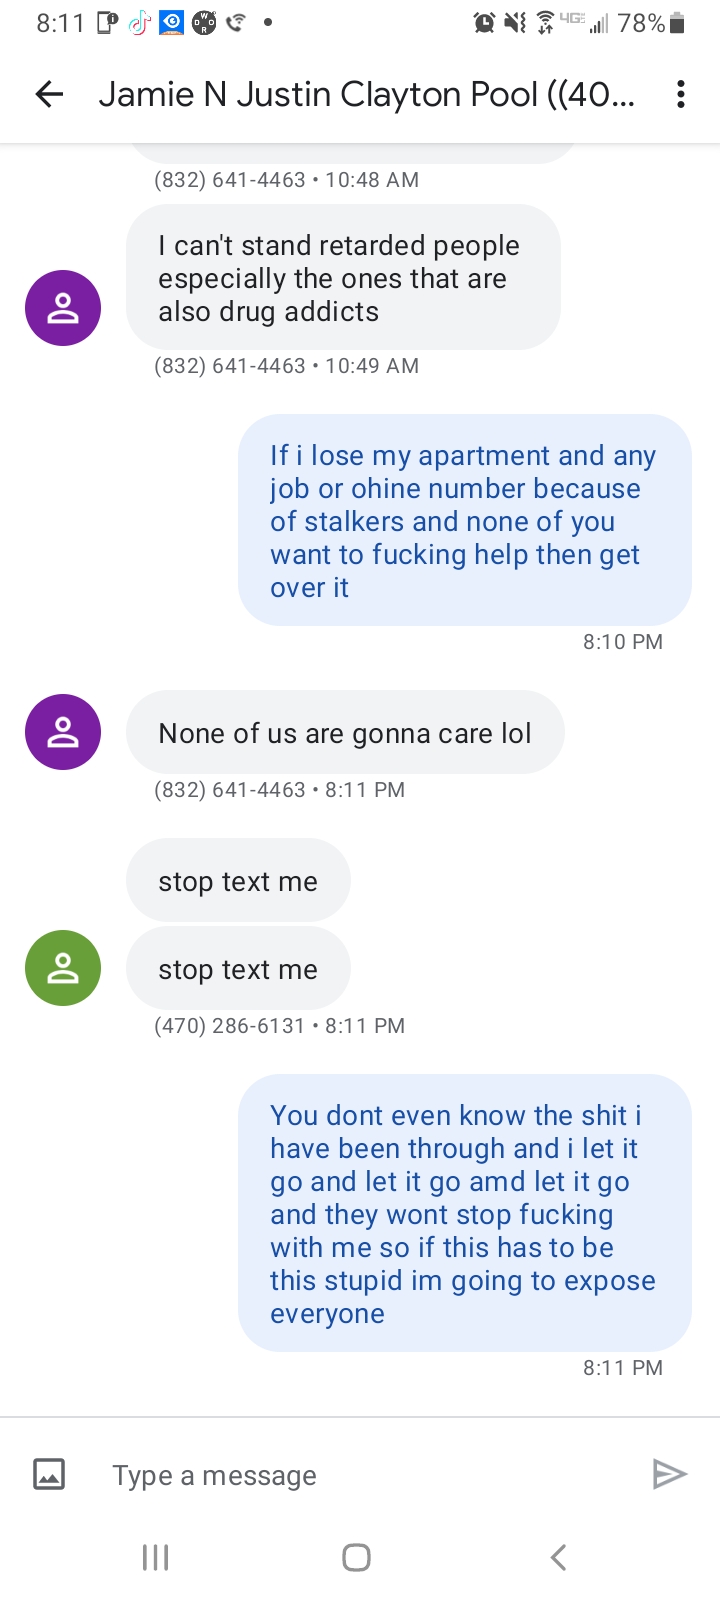 8:11 78%
Jamie N Justin Clayton Pool ((40...
(832) 641-4463 • 10:48 AM
I can't stand retarded people
especially the ones that are
also drug addicts
(832) 641-4463 • 10:49 AM
If i lose my apartment and any
job or ohine number because
of stalkers and none of you
want to fucking help then get
over it
8:10 PM
None of us are gonna care lol
(832) 641-4463 • 8:11 PM
stop text me
stop text me
(470) 286-6131 • 8:11 PM
You dont even know the shit i
have been through and i let it
go and let it go amd let it go
and they wont stop fucking
with me so if this has to be
this stupid im going to expose
everyone
8:11 PM
Type a message